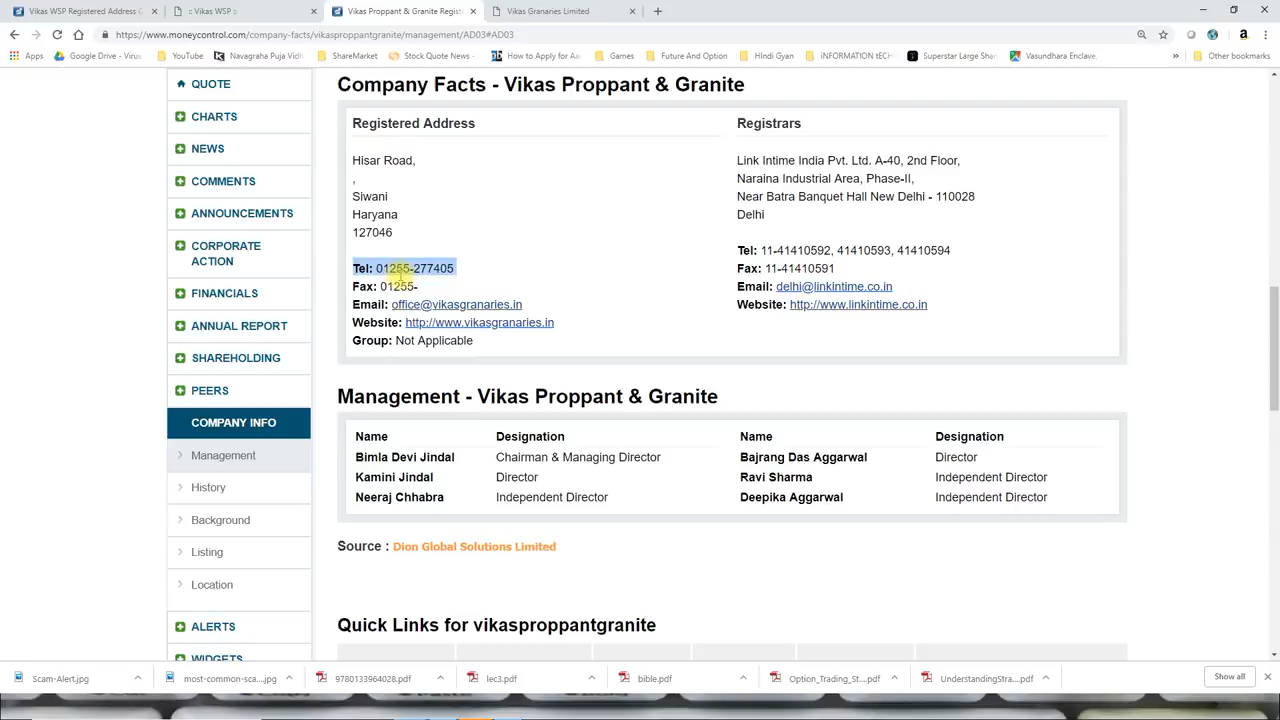 Vikas WSP Registered Address C
:: Vikas WSP ::
Vikas Proppant & Granite Regist
Vikas Granaries Limited
https://www.moneycontrol.com/company-facts/vikasproppantgranite/management/AD03#AD03
Apps
Google Drive - Virus
YouTube
Navagraha Puja Vidh
ShareMarket
Stock Quote News -
How to Apply for Aa
Games
Future And Option
HIndi Gyan
iNFORMATION tECH
Superstar Large Shar
Vasundhara Enclave,
»
Other bookmarks
QUOTE
CHARTS
NEWS
COMMENTS
ANNOUNCEMENTS
CORPORATE
ACTION
FINANCIALS
ANNUAL REPORT
SHAREHOLDING
PEERS
COMPANY INFO
Management
History
Background
Listing
Location
ALERTS
WIDGETS
Company Facts - Vikas Proppant & Granite
Registered Address
Hisar Road,
,
Siwani
Haryana
127046
Tel: 01255-277405
Fax: 01255-
Email: office@vikasgranaries.in
Website: http://www.vikasgranaries.in
Group: Not Applicable
Registrars
Link Intime India Pvt. Ltd. A-40, 2nd Floor,
Naraina Industrial Area, Phase-II,
Near Batra Banquet Hall New Delhi - 110028
Delhi
Tel: 11-41410592, 41410593, 41410594
Fax: 11-41410591
Email: delhi@linkintime.co.in
Website: http://www.linkintime.co.in
Management - Vikas Proppant & Granite
Name Designation Name Designation
Bimla Devi Jindal Chairman & Managing Director Bajrang Das Aggarwal Director
Kamini Jindal Director Ravi Sharma Independent Director
Neeraj Chhabra Independent Director Deepika Aggarwal Independent Director
Source : Dion Global Solutions Limited
Quick Links for vikasproppantgranite
Scam-Alert.jpg
most-common-sca....jpg
9780133964028.pdf
lec3.pdf
bible.pdf
Option_Trading_St....pdf
UnderstandingStra....pdf
Show all